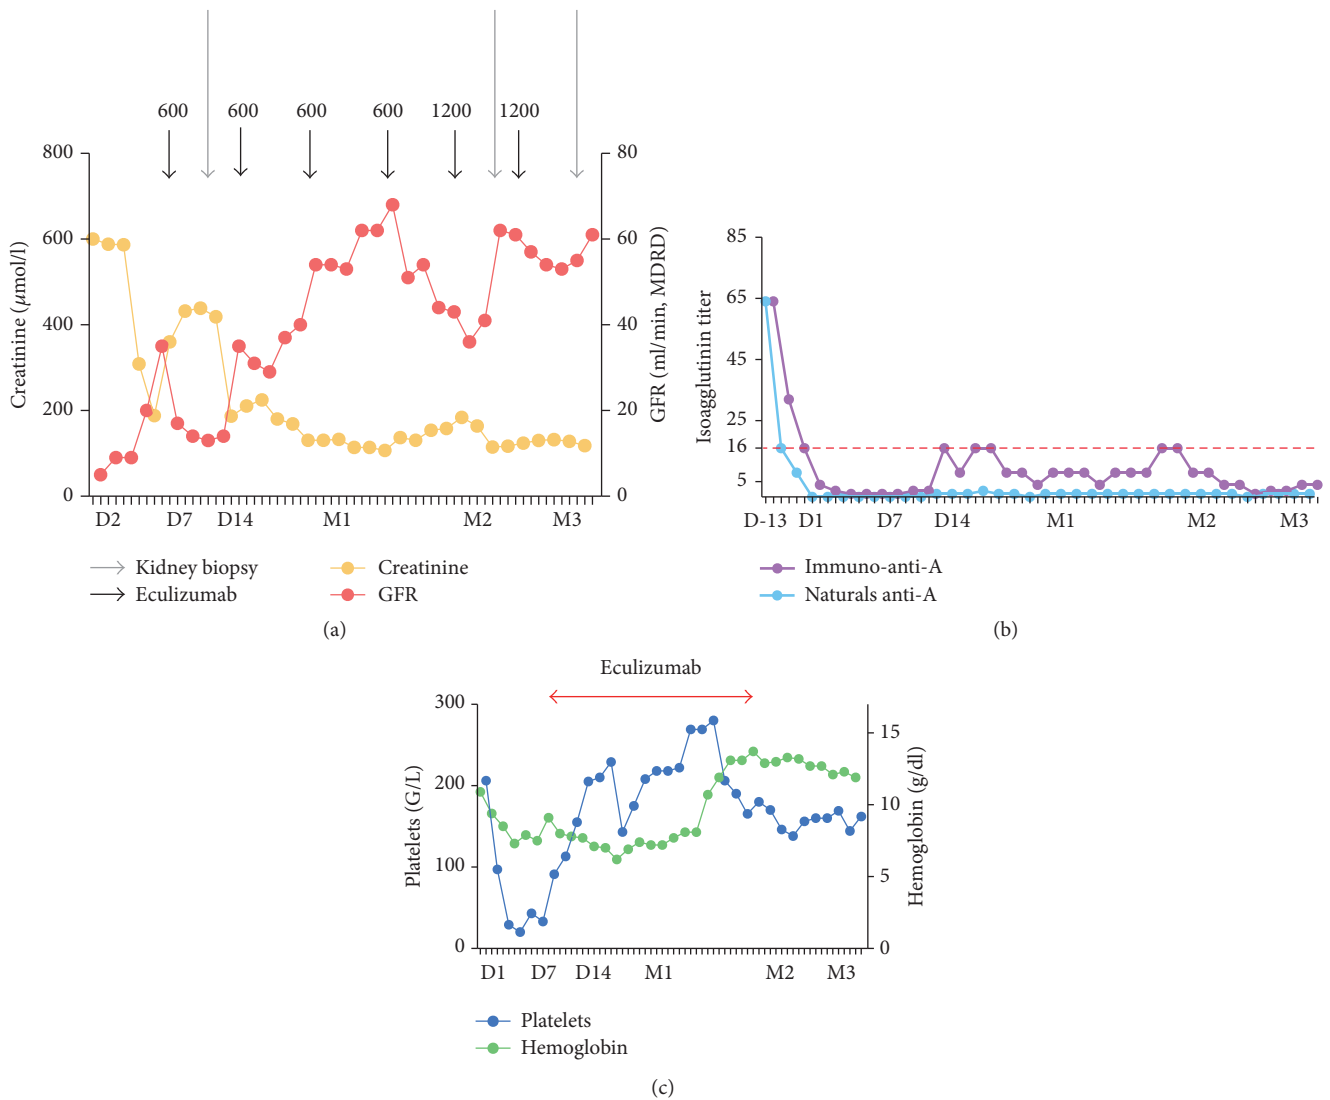 600 600 600 600 1200 1200
800 80
600 60
400 40
200 20
0 0
Creatinine (μmol/l)
GFR (ml/min, MDRD)
D2 D7 D14 M1 M2 M3
Kidney biopsy Creatinine
Eculizumab GFR
(a)
85
65
45
25
16
5
Isoagglutinin titer
D-13 D1 D7 D14 M1 M2 M3
Immuno-anti-A
Naturals anti-A
(b)
Eculizumab
300
15
200
10
100
5
0 0
Platelets (G/L)
Hemoglobin (g/dl)
D1 D7 D14 M1 M2 M3
Platelets
Hemoglobin
(c)